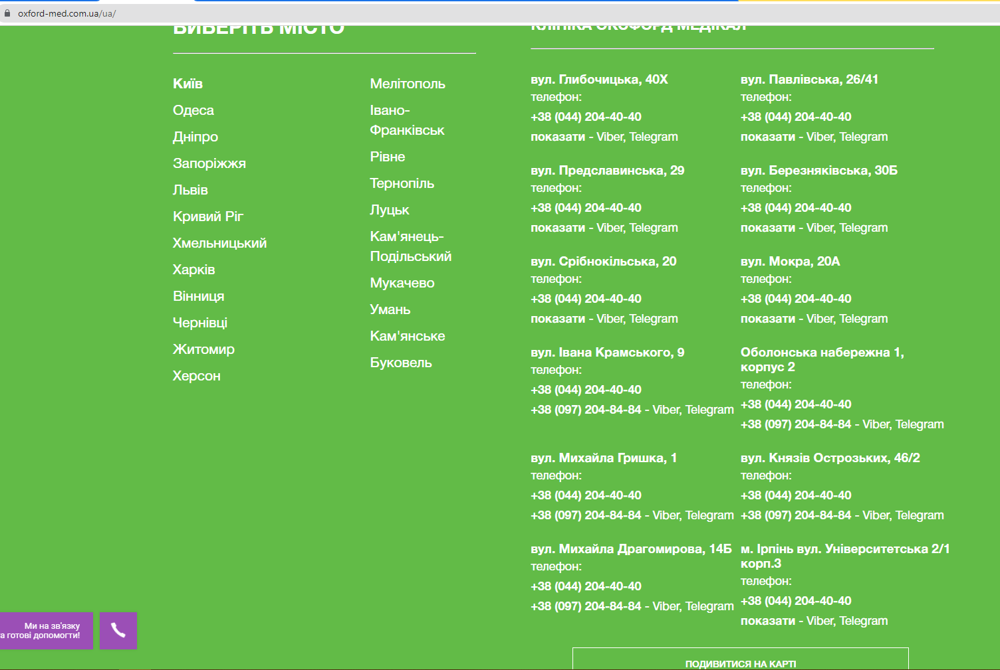 oxford-med.com.ua/ua/
ВИБЕРІТЬ МІСТО
Київ
Одеса
Дніпро
Запоріжжя
Львів
Кривий Ріг
Хмельницький
Харків
Вінниця
Чернівці
Житомир
Херсон
Мелітополь
Івано-
Франківськ
Рівне
Тернопіль
Луцьк
Кам'янець-
Подільський
Мукачево
Умань
Кам'янське
Буковель
КЛІНІКА ОКСФОРД МЕДІКАЛ
вул. Глибочицька, 40Х
телефон:
+38 (044) 204-40-40
показати - Viber, Telegram
вул. Павлівська, 26/41
телефон:
+38 (044) 204-40-40
показати - Viber, Telegram
вул. Предславинська, 29
телефон:
+38 (044) 204-40-40
показати - Viber, Telegram
вул. Березняківська, 30Б
телефон:
+38 (044) 204-40-40
показати - Viber, Telegram
вул. Срібнокільська, 20
телефон:
+38 (044) 204-40-40
показати - Viber, Telegram
вул. Мокра, 20А
телефон:
+38 (044) 204-40-40
показати - Viber, Telegram
вул. Івана Крамського, 9
телефон:
+38 (044) 204-40-40
+38 (097) 204-84-84 - Viber, Telegram
Оболонська набережна 1,
корпус 2
телефон:
+38 (044) 204-40-40
+38 (097) 204-84-84 - Viber, Telegram
вул. Михайла Гришка, 1
телефон:
+38 (044) 204-40-40
+38 (097) 204-84-84 - Viber, Telegram
вул. Князів Острозьких, 46/2
телефон:
+38 (044) 204-40-40
+38 (097) 204-84-84 - Viber, Telegram
вул. Михайла Драгомирова, 14Б
телефон:
+38 (044) 204-40-40
+38 (097) 204-84-84 - Viber, Telegram
м. Ірпінь вул. Університетська 2/1
корп.3
телефон:
+38 (044) 204-40-40
показати - Viber, Telegram
ПОДИВИТИСЯ НА КАРТІ
Ми на зв'язку
та готові допомогти!